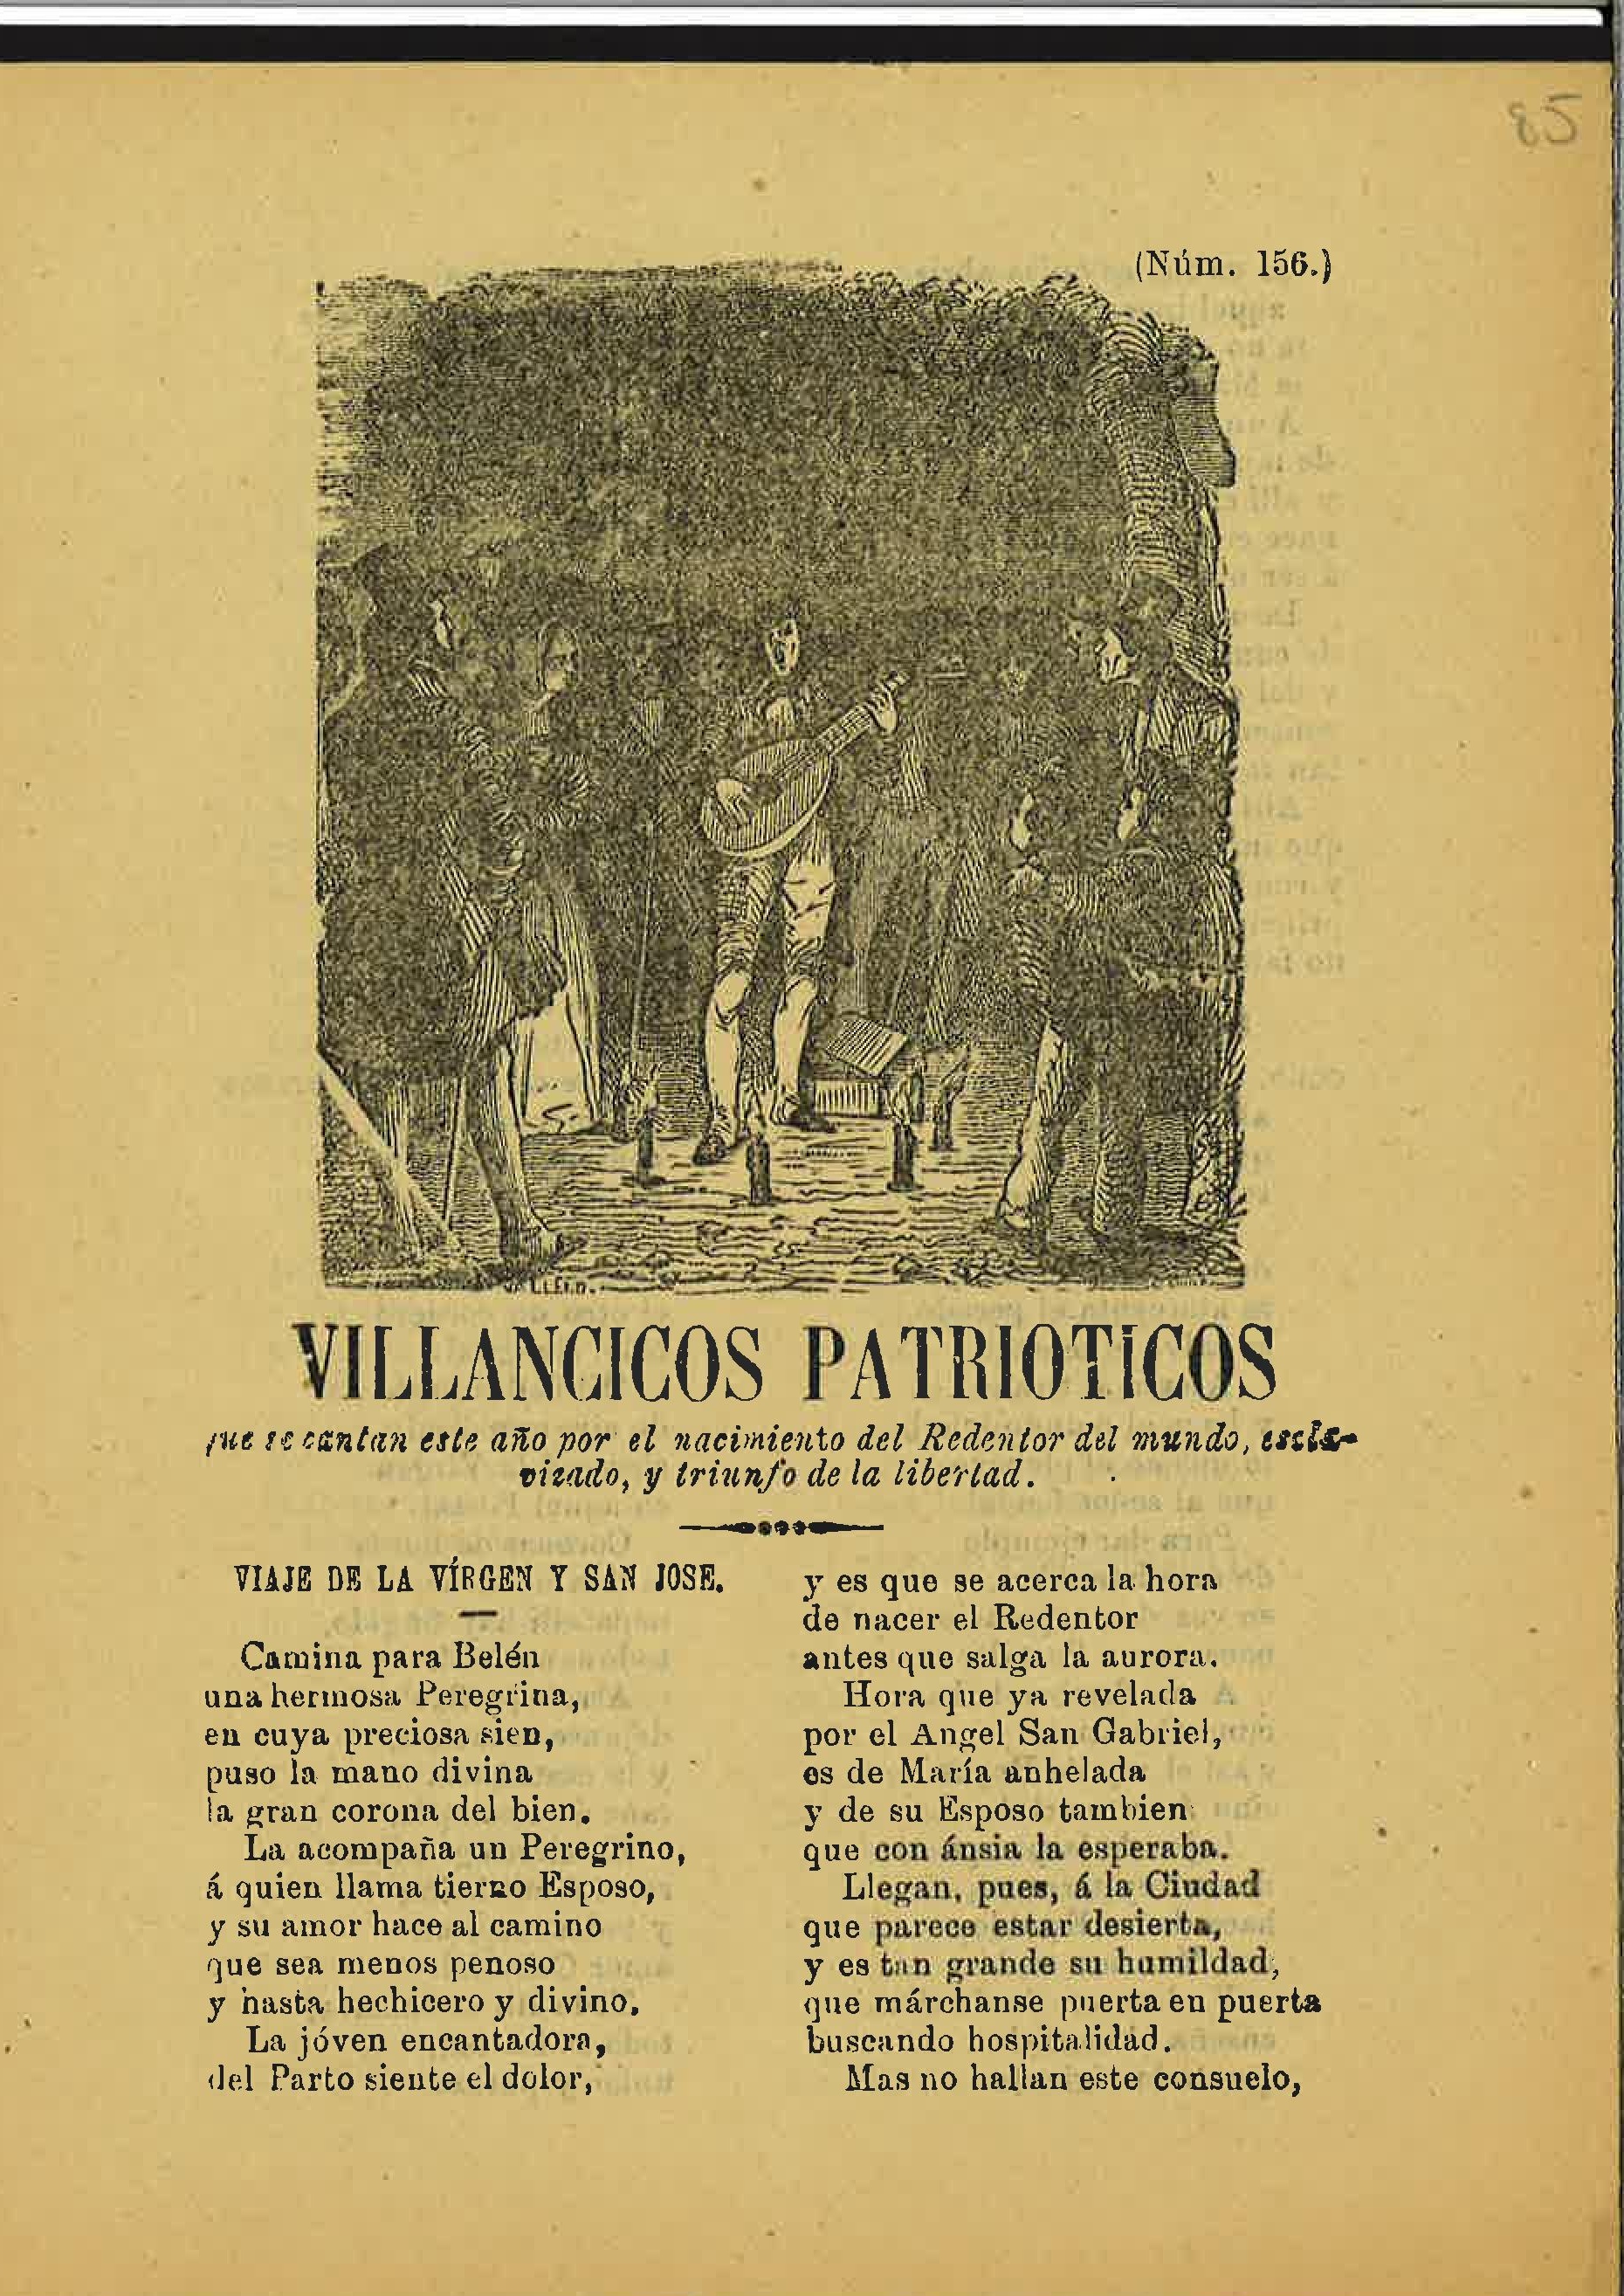 85
(Núm. 156.)
VILLANCICOS PATRIOTICOS
que se cantan este año por el nacimiento del Redentor del mundo, escla-
vizado, y triunfo de la libertad.
VIAJE DE LA VÍRGEN Y SAN JOSE.
Camina para Belén
una hermosa Peregrina,
en cuya preciosa sien,
puso la mano divina
la gran corona del bien.
La acompaña un Peregrino,
á quien llama tierno Esposo,
y su amor hace al camino
que sea menos penoso
y hasta hechicero y divino.
La jóven encantadora,
del Parto siente el dolor,
y es que se acerca la hora
de nacer el Redentor
antes que salga la aurora.
Hora que ya revelada
por el Angel San Gabriel,
es de María anhelada
y de su Esposo tambien
que con ánsia la esperaba.
Llegan, pues, á la Ciudad
que parece estar desierta,
y es tan grande su humildad,
que márchanse puerta en puerta
buscando hospitalidad.
Mas no hallan este consuelo,